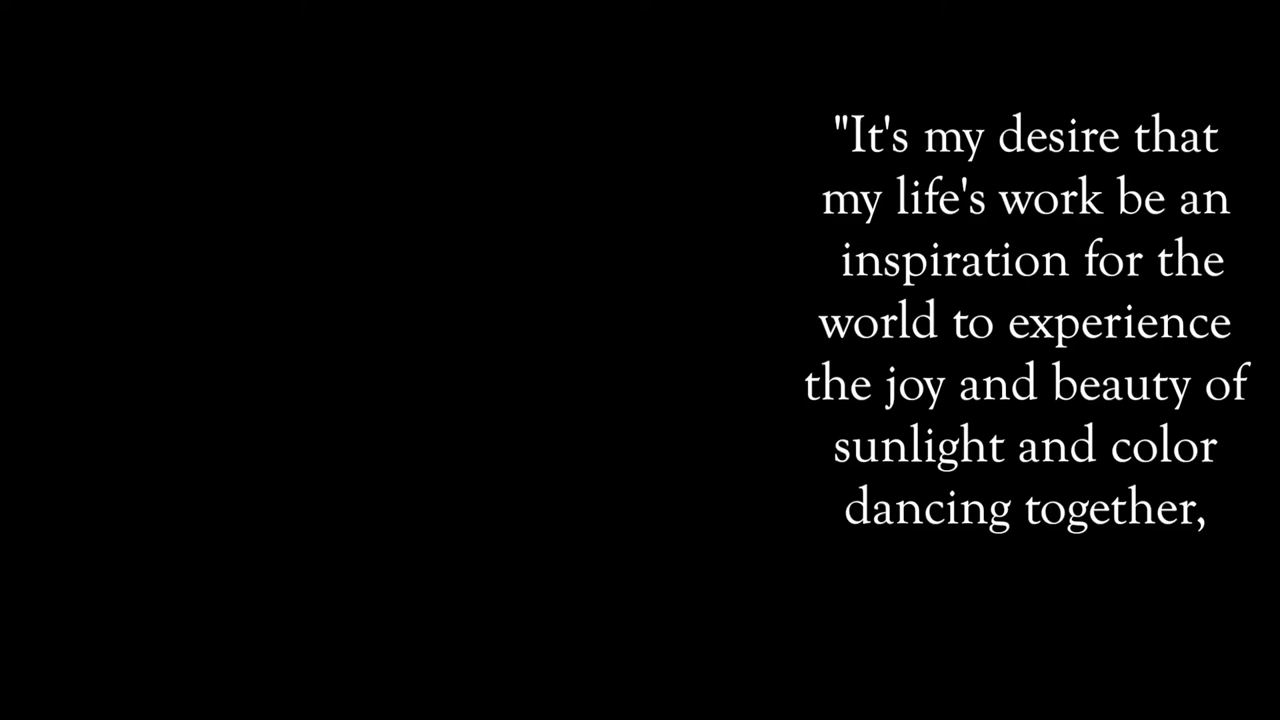 "It's my desire that
my life's work be an
inspiration for the
world to experience
the joy and beauty of
sunlight and color
dancing together,